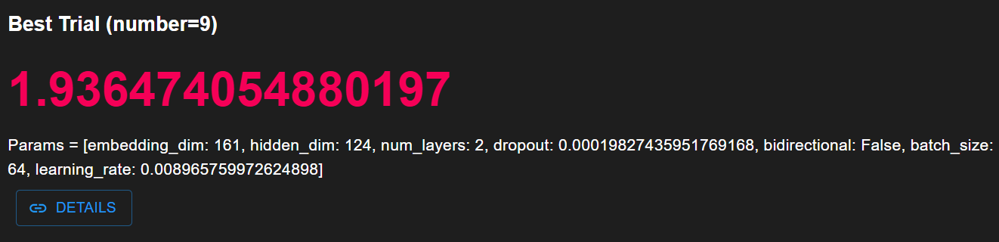 Best Trial (number=9)
1.936474054880197
Params = [embedding_dim: 161, hidden_dim: 124, num_layers: 2, dropout: 0.00019827435951769168, bidirectional: False, batch_size:
64, learning_rate: 0.008965759972624898]
DETAILS